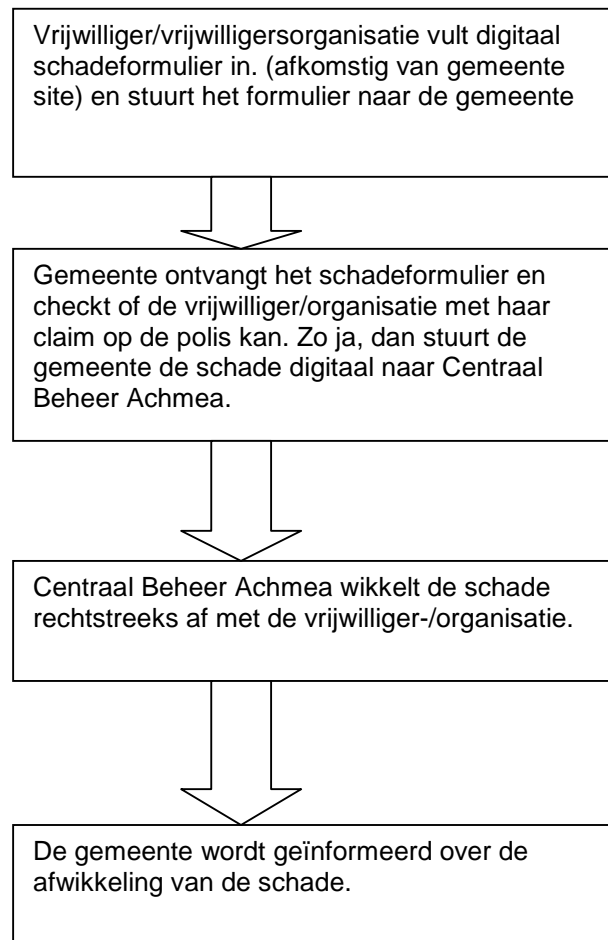 Vrijwilliger/vrijwilligersorganisatie vult digitaal
schadeformulier in. (afkomstig van gemeente
site) en stuurt het formulier naar de gemeente
Gemeente ontvangt het schadeformulier en
checkt of de vrijwilliger/organisatie met haar
claim op de polis kan. Zo ja, dan stuurt de
gemeente de schade digitaal naar Centraal
Beheer Achmea.
Centraal Beheer Achmea wikkelt de schade
rechtstreeks af met de vrijwilliger-/organisatie.
De gemeente wordt geïnformeerd over de
afwikkeling van de schade.